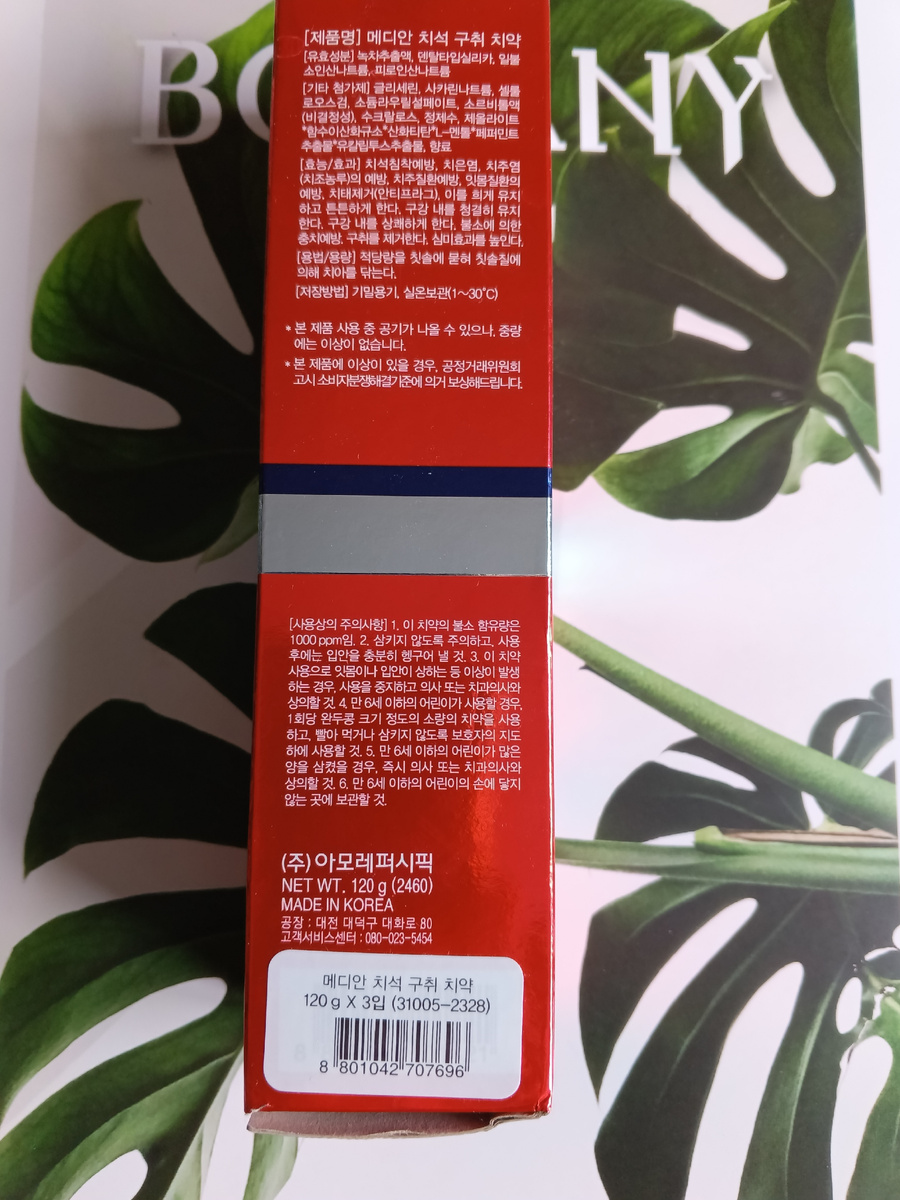 BOTANY
[제품명] 메디안 치석 구취 치약
[유효성분] 녹차추출액, 덴탈타입실리카, 일불
소인산나트륨, 피로인산나트륨
[기타 첨가제] 글리세린, 사카린나트륨, 셀룰
로오스검, 소듐라우릴설페이트, 소르비톨액
(비결정성), 수크랄로스, 정제수, 제올라이트
*함수이산화규소*산화티탄*L-멘톨*페퍼민트
추출물*유칼립투스추출물, 향료
[효능/효과] 치석침착예방, 치은염, 치주염
(치조농루)의 예방, 치주질환예방, 잇몸질환의
예방, 치태제거(안티프라그), 이를 희게 유지
하고 튼튼하게 한다. 구강 내를 청결히 유지
한다. 구강 내를 상쾌하게 한다. 불소에 의한
충치예방. 구취를 제거한다. 심미효과를 높인다.
[용법/용량] 적당량을 칫솔에 묻혀 칫솔질에
의해 치아를 닦는다.
[저장방법] 기밀용기, 실온보관(1~30℃)
* 본 제품 사용 중 공기가 나올 수 있으나, 중량
에는 이상이 없습니다.
* 본 제품에 이상이 있을 경우, 공정거래위원회
고시 소비자분쟁해결기준에 의거 보상해드립니다.
[사용상의 주의사항] 1. 이 치약의 불소 함유량은
1000 ppm임. 2. 삼키지 않도록 주의하고, 사용
후에는 입안을 충분히 헹구어 낼 것. 3. 이 치약
사용으로 잇몸이나 입안이 상하는 등 이상이 발생
하는 경우, 사용을 중지하고 의사 또는 치과의사와
상의할 것. 4. 만 6세 이하의 어린이가 사용할 경우,
1회당 완두콩 크기 정도의 소량의 치약을 사용
하고, 빨아 먹거나 삼키지 않도록 보호자의 지도
하에 사용할 것. 5. 만 6세 이하의 어린이가 많은
양을 삼켰을 경우, 즉시 의사 또는 치과의사와
상의할 것. 6. 만 6세 이하의 어린이의 손에 닿지
않는 곳에 보관할 것.
(주)아모레퍼시픽
NET WT. 120 g (2460)
MADE IN KOREA
공장 : 대전 대덕구 대화로 80
고객서비스센터 : 080-023-5454
메디안 치석 구취 치약
120 g X 3입 (31005-2328)
8 801042 707696